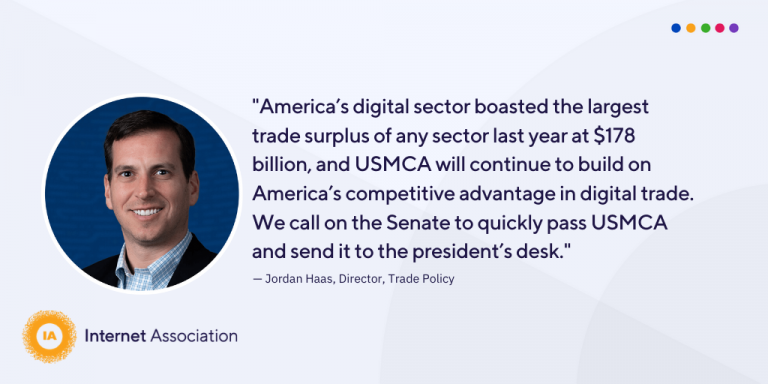 "America’s digital sector boasted the largest
trade surplus of any sector last year at $178
billion, and USMCA will continue to build on
America’s competitive advantage in digital trade.
We call on the Senate to quickly pass USMCA
and send it to the president’s desk."
— Jordan Haas, Director, Trade Policy
IA
Internet Association